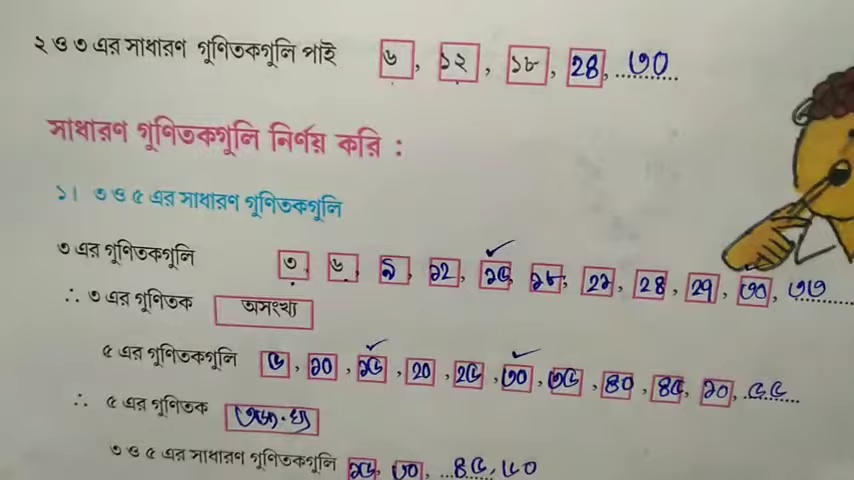 ২ ও ৩ এর সাধারণ গুণিতকগুলি পাই ৬, ১২, ১৮, ২৪, ......৩০
সাধারণ গুণিতকগুলি নির্ণয় করি :
১। ৩ ও ৫ এর সাধারণ গুণিতকগুলি
৩ এর গুণিতকগুলি ৩, ৬, ৯, ১২, ১৫, ১৮, ২১, ২৪, ২৭, ৩০, ৩৩......
∴ ৩ এর গুণিতক অসংখ্য
৫ এর গুণিতকগুলি ৫, ১০, ১৫, ২০, ২৫, ৩০, ৩৫, ৪০, ৪৫, ৫০, ৫৫......
∴ ৫ এর গুণিতক অসংখ্য
৩ ও ৫ এর সাধারণ গুণিতকগুলি ১৫, ৩০, ...৪৫, ৬০